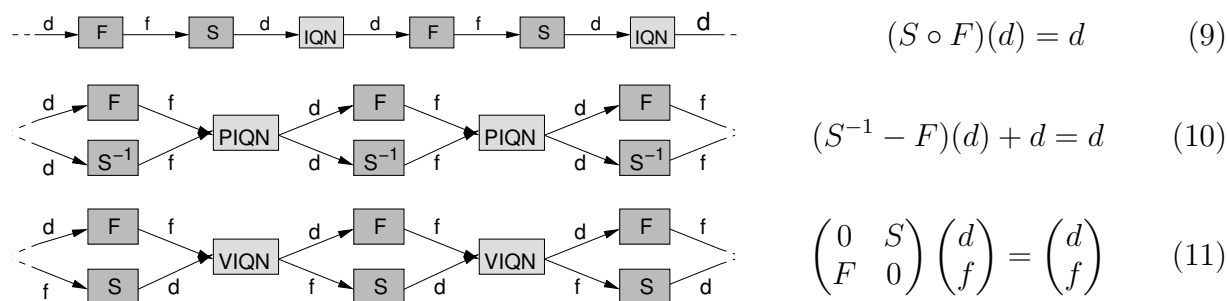 d F f S d IQN d F f S d IQN d
(S ∘ F)(d) = d (9)
d F f d F f d F f
PIQN PIQN
d S⁻¹ f d S⁻¹ f d S⁻¹ f
(S⁻¹ − F)(d) + d = d (10)
d F f d F f d F f
VIQN VIQN
f S d f S d f S d
(0 S) (d) = (d)
(F 0) (f) = (f) (11)